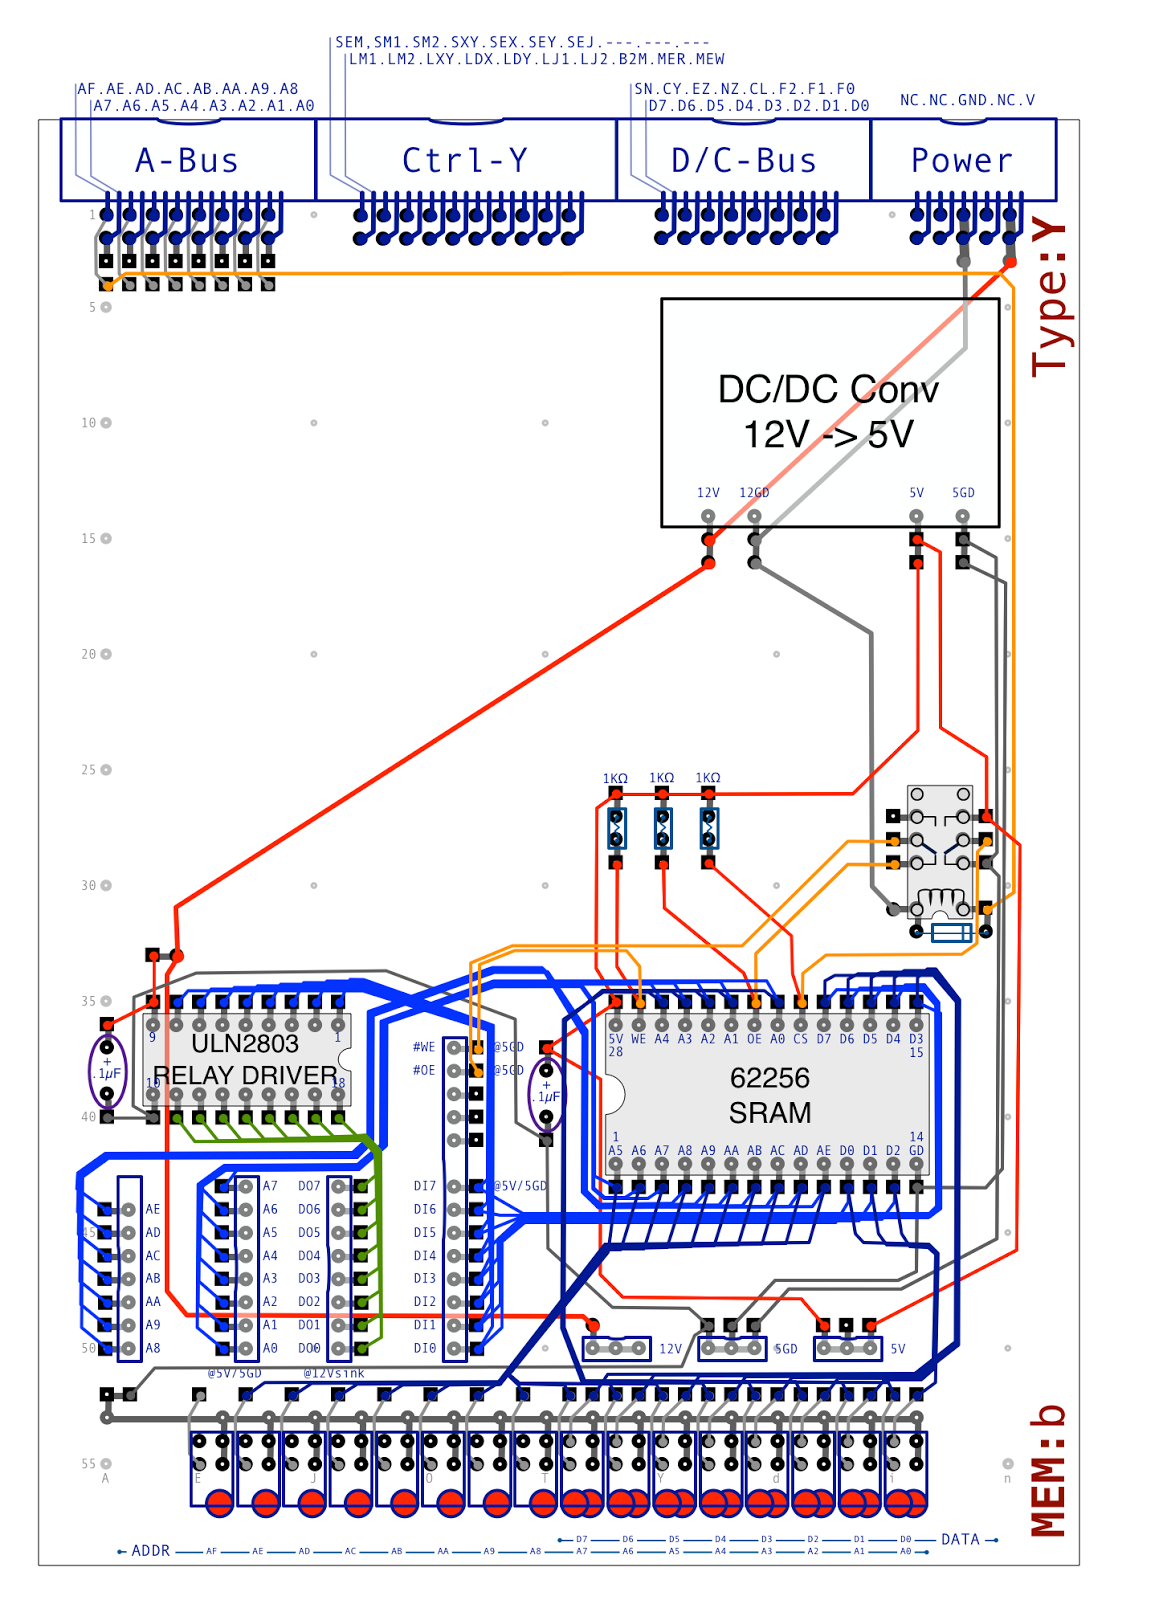 SEM,SM1.SM2.SXY.SEX.SEY.SEJ.---.---.---
LM1.LM2.LXY.LDX.LDY.LJ1.LJ2.B2M.MER.MEW
AF.AE.AD.AC.AB.AA.A9.A8
A7.A6.A5.A4.A3.A2.A1.A0
SN.CY.EZ.NZ.CL.F2.F1.F0
D7.D6.D5.D4.D3.D2.D1.D0
NC.NC.GND.NC.V
A-Bus
Ctrl-Y
D/C-Bus
Power
1
Type:Y
5
DC/DC Conv
12V -> 5V
10
12V 12GD 5V 5GD
15
20
25
1KΩ 1KΩ 1KΩ
30
35
9 1
ULN2803
RELAY DRIVER
10 18
+
.1µF
#WE @5GD
#OE @5GD
+
.1µF
5V WE A4 A3 A2 A1 OE A0 CS D7 D6 D5 D4 D3
28 15
62256
SRAM
1 14
A5 A6 A7 A8 A9 AA AB AC AD AE D0 D1 D2 GD
40
A7 DO7 DI7 @5V/5GD
AE A6 DO6 DI6
45 AD A5 DO5 DI5
AC A4 DO4 DI4
AB A3 DO3 DI3
AA A2 DO2 DI2
A9 A1 DO1 DI1
50 A8 A0 DO0 DI0
12V 5GD 5V
@5V/5GD @12Vsink
55
A E J O T Y d i n
MEM:b
D7 D6 D5 D4 D3 D2 D1 D0 DATA
ADDR AF AE AD AC AB AA A9 A8 A7 A6 A5 A4 A3 A2 A1 A0